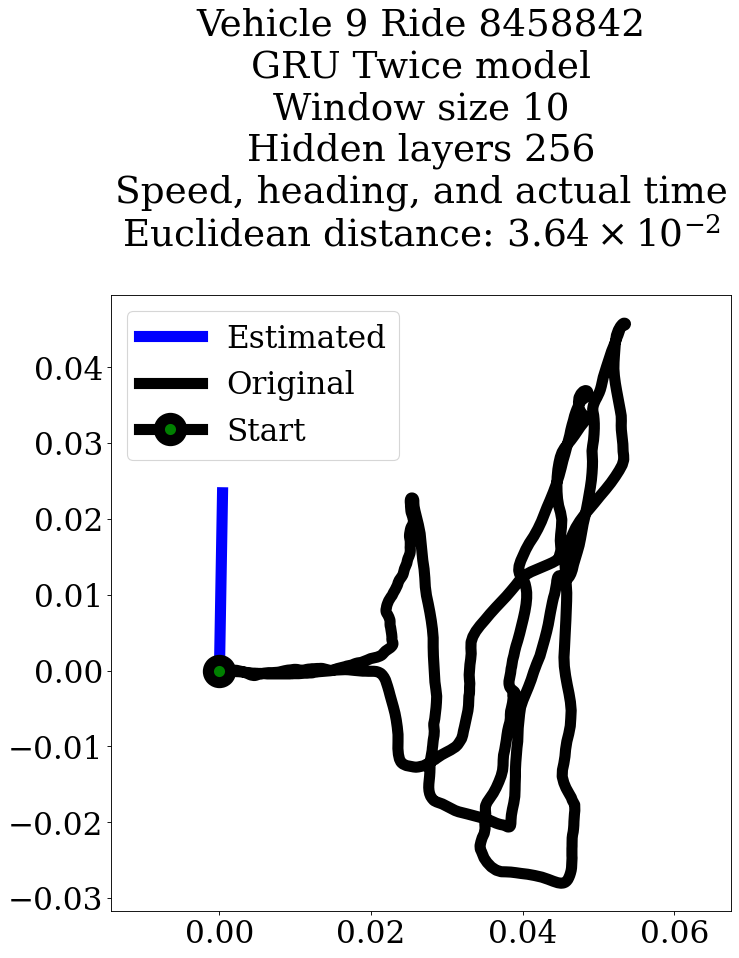 Vehicle 9 Ride 8458842
GRU Twice model
Window size 10
Hidden layers 256
Speed, heading, and actual time
Euclidean distance: 3.64 × 10⁻²
Estimated
Original
Start
0.04
0.03
0.02
0.01
0.00
−0.01
−0.02
−0.03
0.00 0.02 0.04 0.06